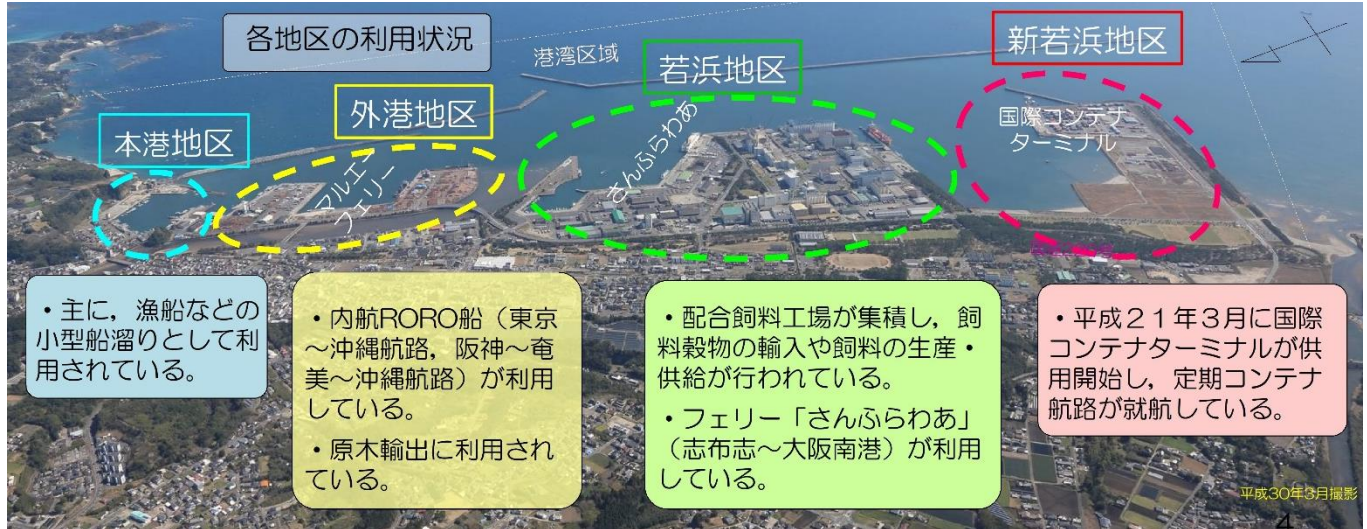 各地区の利用状況
港湾区域
本港地区
外港地区
若浜地区
新若浜地区
マルエー
フェリー
さんふらわあ
国際コンテナ
ターミナル
・主に，漁船などの
小型船溜りとして利
用されている。
・内航RORO船（東京
～沖縄航路，阪神～奄
美～沖縄航路）が利用
している。
・原木輸出に利用され
ている。
・配合飼料工場が集積し，飼
料穀物の輸入や飼料の生産・
供給が行われている。
・フェリー「さんふらわあ」
（志布志～大阪南港）が利用
している。
・平成２１年３月に国際
コンテナターミナルが供
用開始し，定期コンテナ
航路が就航している。
平成30年3月撮影